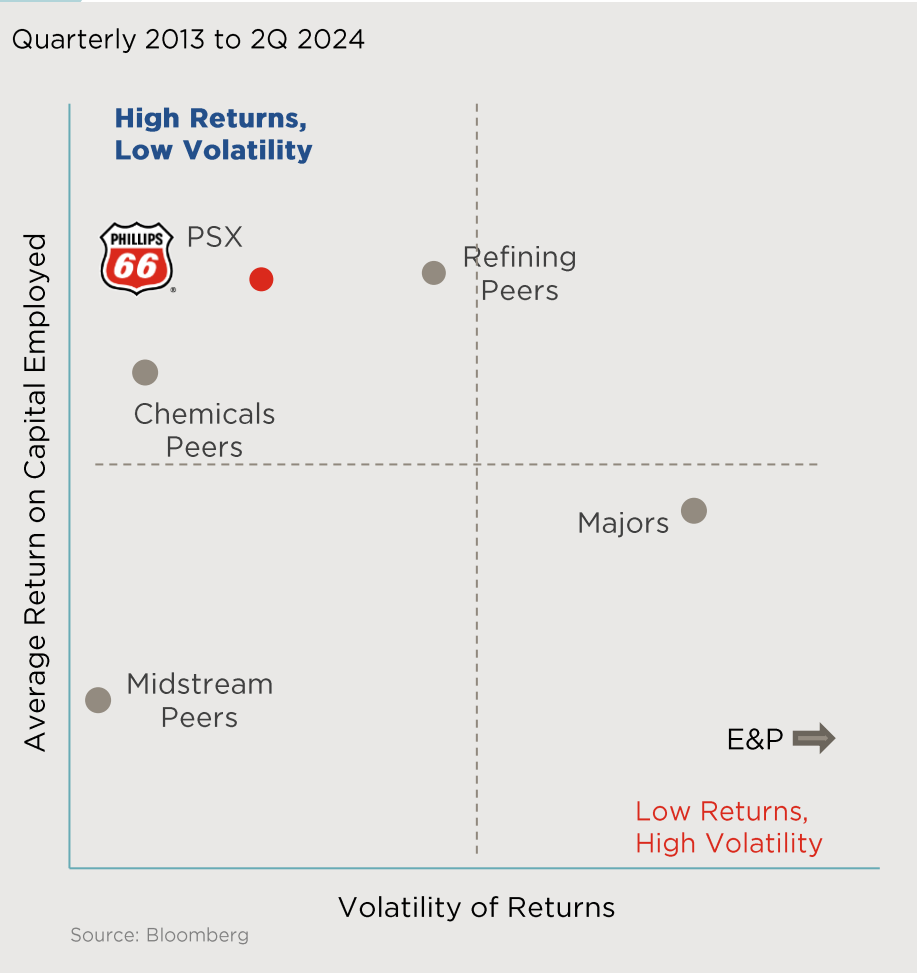 Quarterly 2013 to 2Q 2024
High Returns,
Low Volatility
PHILLIPS
66
®
PSX
Refining
Peers
Chemicals
Peers
Majors
Midstream
Peers
E&P
Low Returns,
High Volatility
Average Return on Capital Employed
Volatility of Returns
Source: Bloomberg